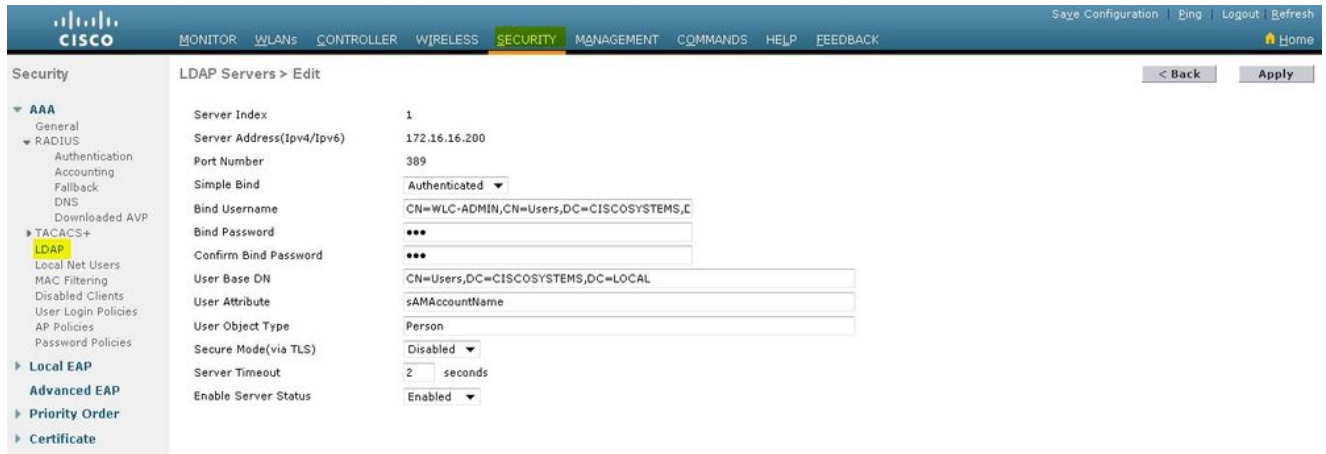 Save Configuration | Ping | Logout | Refresh
CISCO
MONITOR WLANs CONTROLLER WIRELESS SECURITY MANAGEMENT COMMANDS HELP FEEDBACK
Home
Security
LDAP Servers > Edit
< Back
Apply
AAA
General
RADIUS
Authentication
Accounting
Fallback
DNS
Downloaded AVP
TACACS+
LDAP
Local Net Users
MAC Filtering
Disabled Clients
User Login Policies
AP Policies
Password Policies
Local EAP
Advanced EAP
Priority Order
Certificate
Server Index 1
Server Address(Ipv4/Ipv6) 172.16.16.200
Port Number 389
Simple Bind Authenticated
Bind Username CN=WLC-ADMIN,CN=Users,DC=CISCOSYSTEMS,
Bind Password •••
Confirm Bind Password •••
User Base DN CN=Users,DC=CISCOSYSTEMS,DC=LOCAL
User Attribute sAMAccountName
User Object Type Person
Secure Mode(via TLS) Disabled
Server Timeout 2 seconds
Enable Server Status Enabled